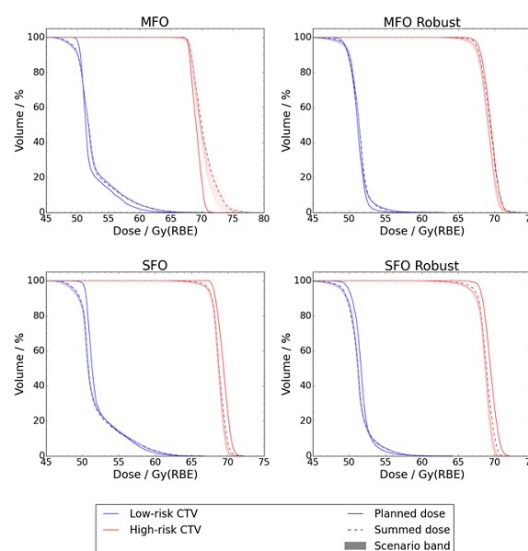 MFO
MFO Robust
Volume / %
100
80
60
40
20
0
45 50 55 60 65 70 75 80
Dose / Gy(RBE)
Volume / %
100
80
60
40
20
0
45 50 55 60 65 70 75
Dose / Gy(RBE)
SFO
SFO Robust
Volume / %
100
80
60
40
20
0
45 50 55 60 65 70 75
Dose / Gy(RBE)
Volume / %
100
80
60
40
20
0
45 50 55 60 65 70 75
Dose / Gy(RBE)
Low-risk CTV
High-risk CTV
Planned dose
Summed dose
Scenario band